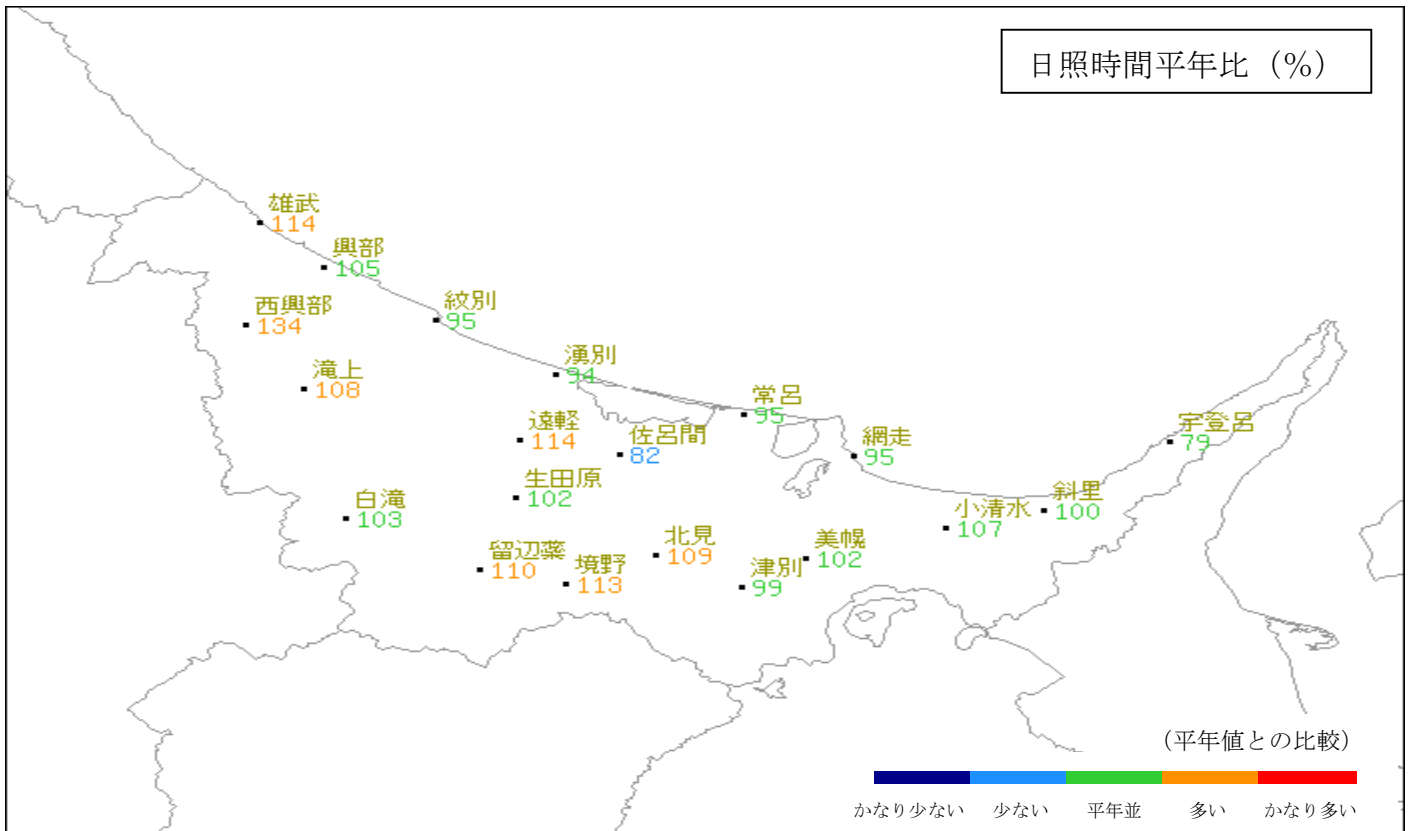 日照時間平年比（％）
雄武
114
興部
105
西興部
134
紋別
95
滝上
108
湧別
94
常呂
95
遠軽
114
佐呂間
82
網走
95
宇登呂
79
生田原
102
白滝
103
小清水
107
斜里
100
留辺蘂
110
境野
113
北見
109
美幌
102
津別
99
（平年値との比較）
かなり少ない 少ない 平年並 多い かなり多い